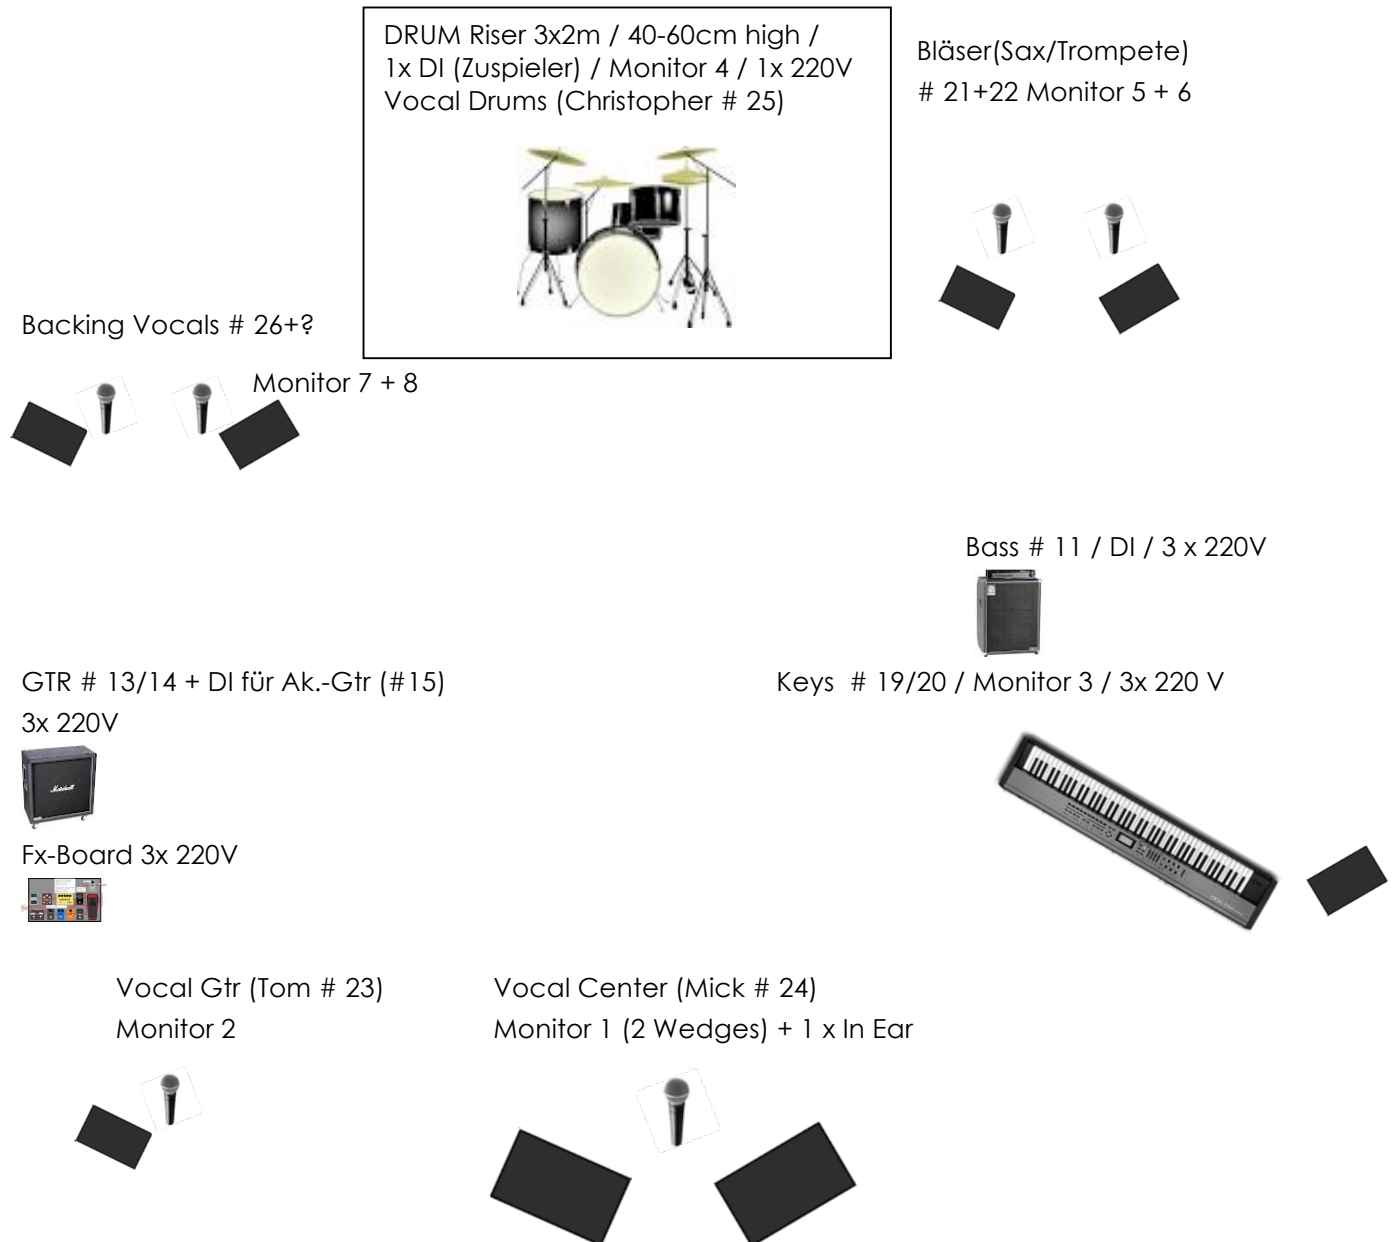 DRUM Riser 3x2m / 40-60cm high /
1x DI (Zuspieler) / Monitor 4 / 1x 220V
Vocal Drums (Christopher # 25)
Bläser(Sax/Trompete)
# 21+22 Monitor 5 + 6
Backing Vocals # 26+?
Monitor 7 + 8
Bass # 11 / DI / 3 x 220V
GTR # 13/14 + DI für Ak.-Gtr (#15)
3x 220V
Marshall
Keys # 19/20 / Monitor 3 / 3x 220 V
Fx-Board 3x 220V
Vocal Gtr (Tom # 23)
Monitor 2
Vocal Center (Mick # 24)
Monitor 1 (2 Wedges) + 1 x In Ear